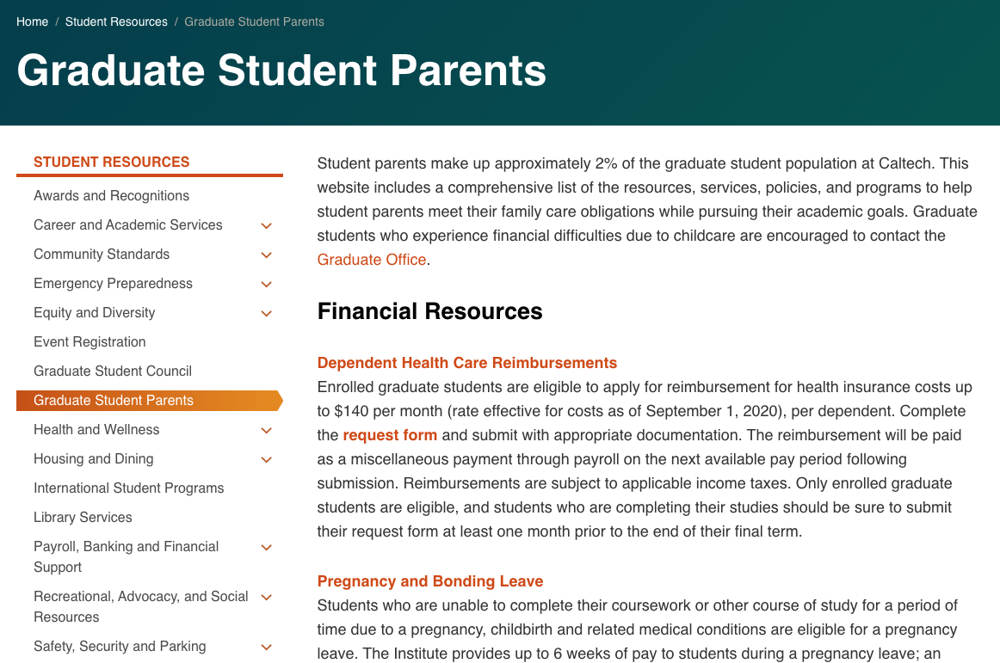 Home / Student Resources / Graduate Student Parents
Graduate Student Parents
STUDENT RESOURCES
Awards and Recognitions
Career and Academic Services
Community Standards
Emergency Preparedness
Equity and Diversity
Event Registration
Graduate Student Council
Graduate Student Parents
Health and Wellness
Housing and Dining
International Student Programs
Library Services
Payroll, Banking and Financial
Support
Recreational, Advocacy, and Social
Resources
Safety, Security and Parking
Student parents make up approximately 2% of the graduate student population at Caltech. This
website includes a comprehensive list of the resources, services, policies, and programs to help
student parents meet their family care obligations while pursuing their academic goals. Graduate
students who experience financial difficulties due to childcare are encouraged to contact the
Graduate Office.
Financial Resources
Dependent Health Care Reimbursements
Enrolled graduate students are eligible to apply for reimbursement for health insurance costs up
to $140 per month (rate effective for costs as of September 1, 2020), per dependent. Complete
the request form and submit with appropriate documentation. The reimbursement will be paid
as a miscellaneous payment through payroll on the next available pay period following
submission. Reimbursements are subject to applicable income taxes. Only enrolled graduate
students are eligible, and students who are completing their studies should be sure to submit
their request form at least one month prior to the end of their final term.
Pregnancy and Bonding Leave
Students who are unable to complete their coursework or other course of study for a period of
time due to a pregnancy, childbirth and related medical conditions are eligible for a pregnancy
leave. The Institute provides up to 6 weeks of pay to students during a pregnancy leave; an